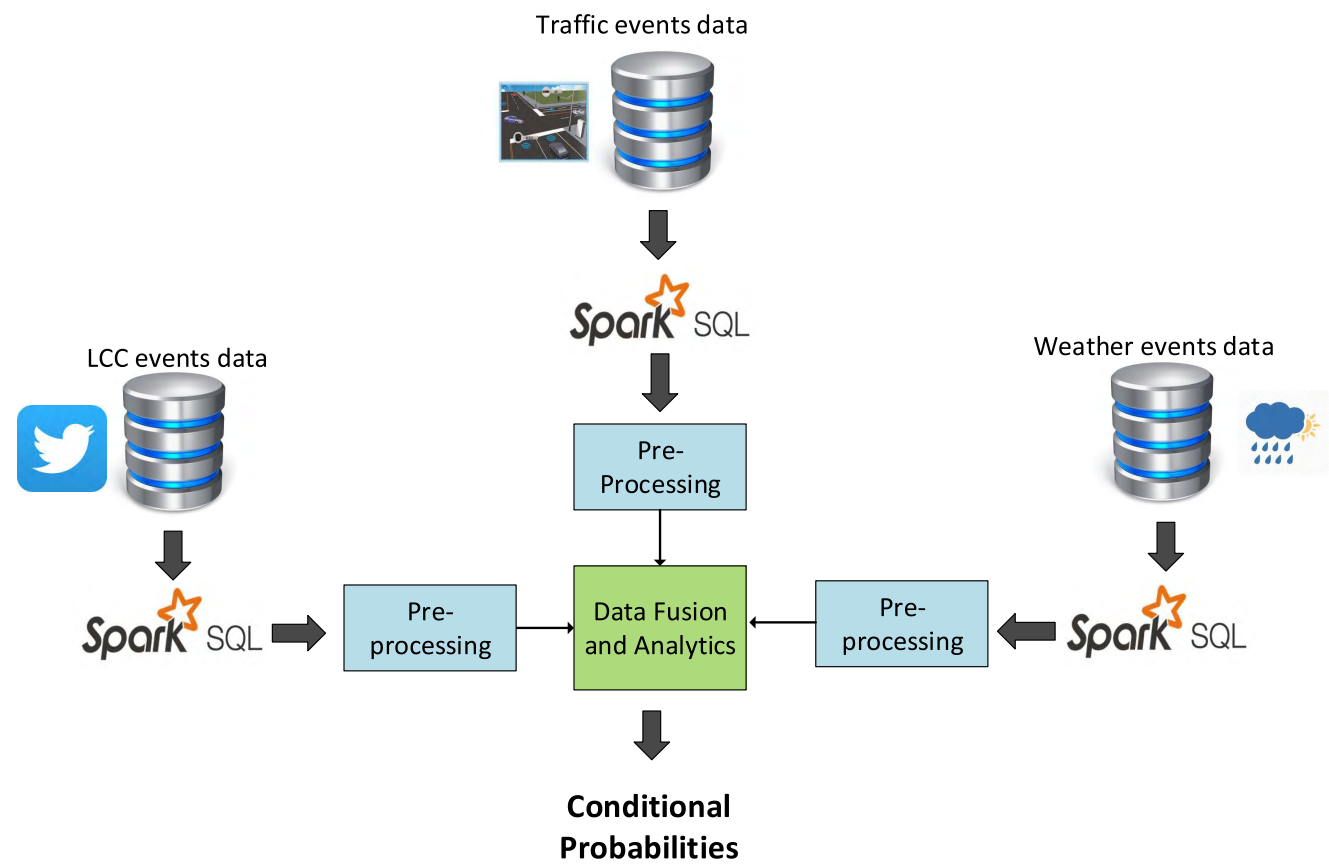 Traffic events data
Spark SQL
LCC events data
Weather events data
Pre-
Processing
Spark SQL
Pre-
processing
Data Fusion
and Analytics
Pre-
processing
Spark SQL
Conditional
Probabilities